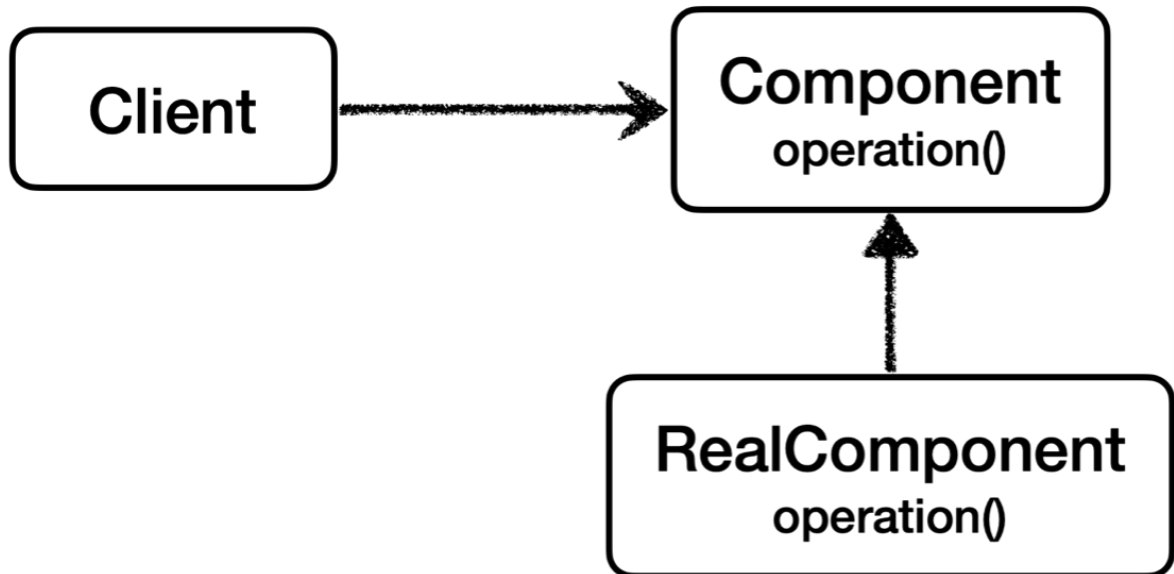 Client
Component
operation()
RealComponent
operation()